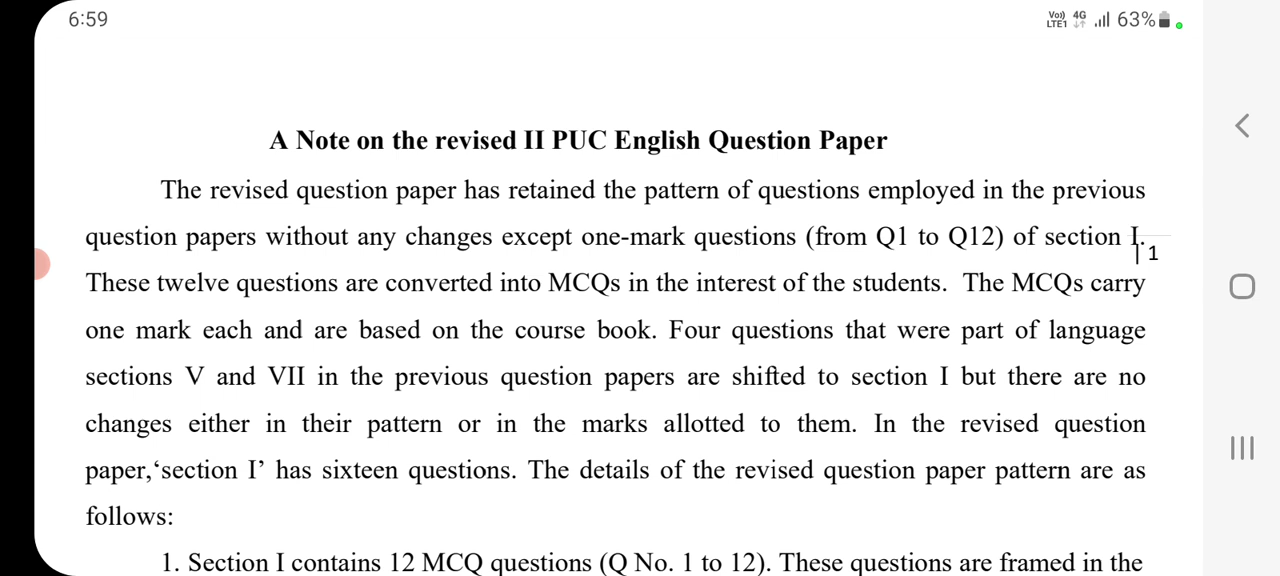 6:59
Vo)) 4G
LTE1 63%
A Note on the revised II PUC English Question Paper
The revised question paper has retained the pattern of questions employed in the previous
question papers without any changes except one-mark questions (from Q1 to Q12) of section I.
1
These twelve questions are converted into MCQs in the interest of the students. The MCQs carry
one mark each and are based on the course book. Four questions that were part of language
sections V and VII in the previous question papers are shifted to section I but there are no
changes either in their pattern or in the marks allotted to them. In the revised question
paper,‘section I’ has sixteen questions. The details of the revised question paper pattern are as
follows:
1. Section I contains 12 MCQ questions (Q No. 1 to 12). These questions are framed in the